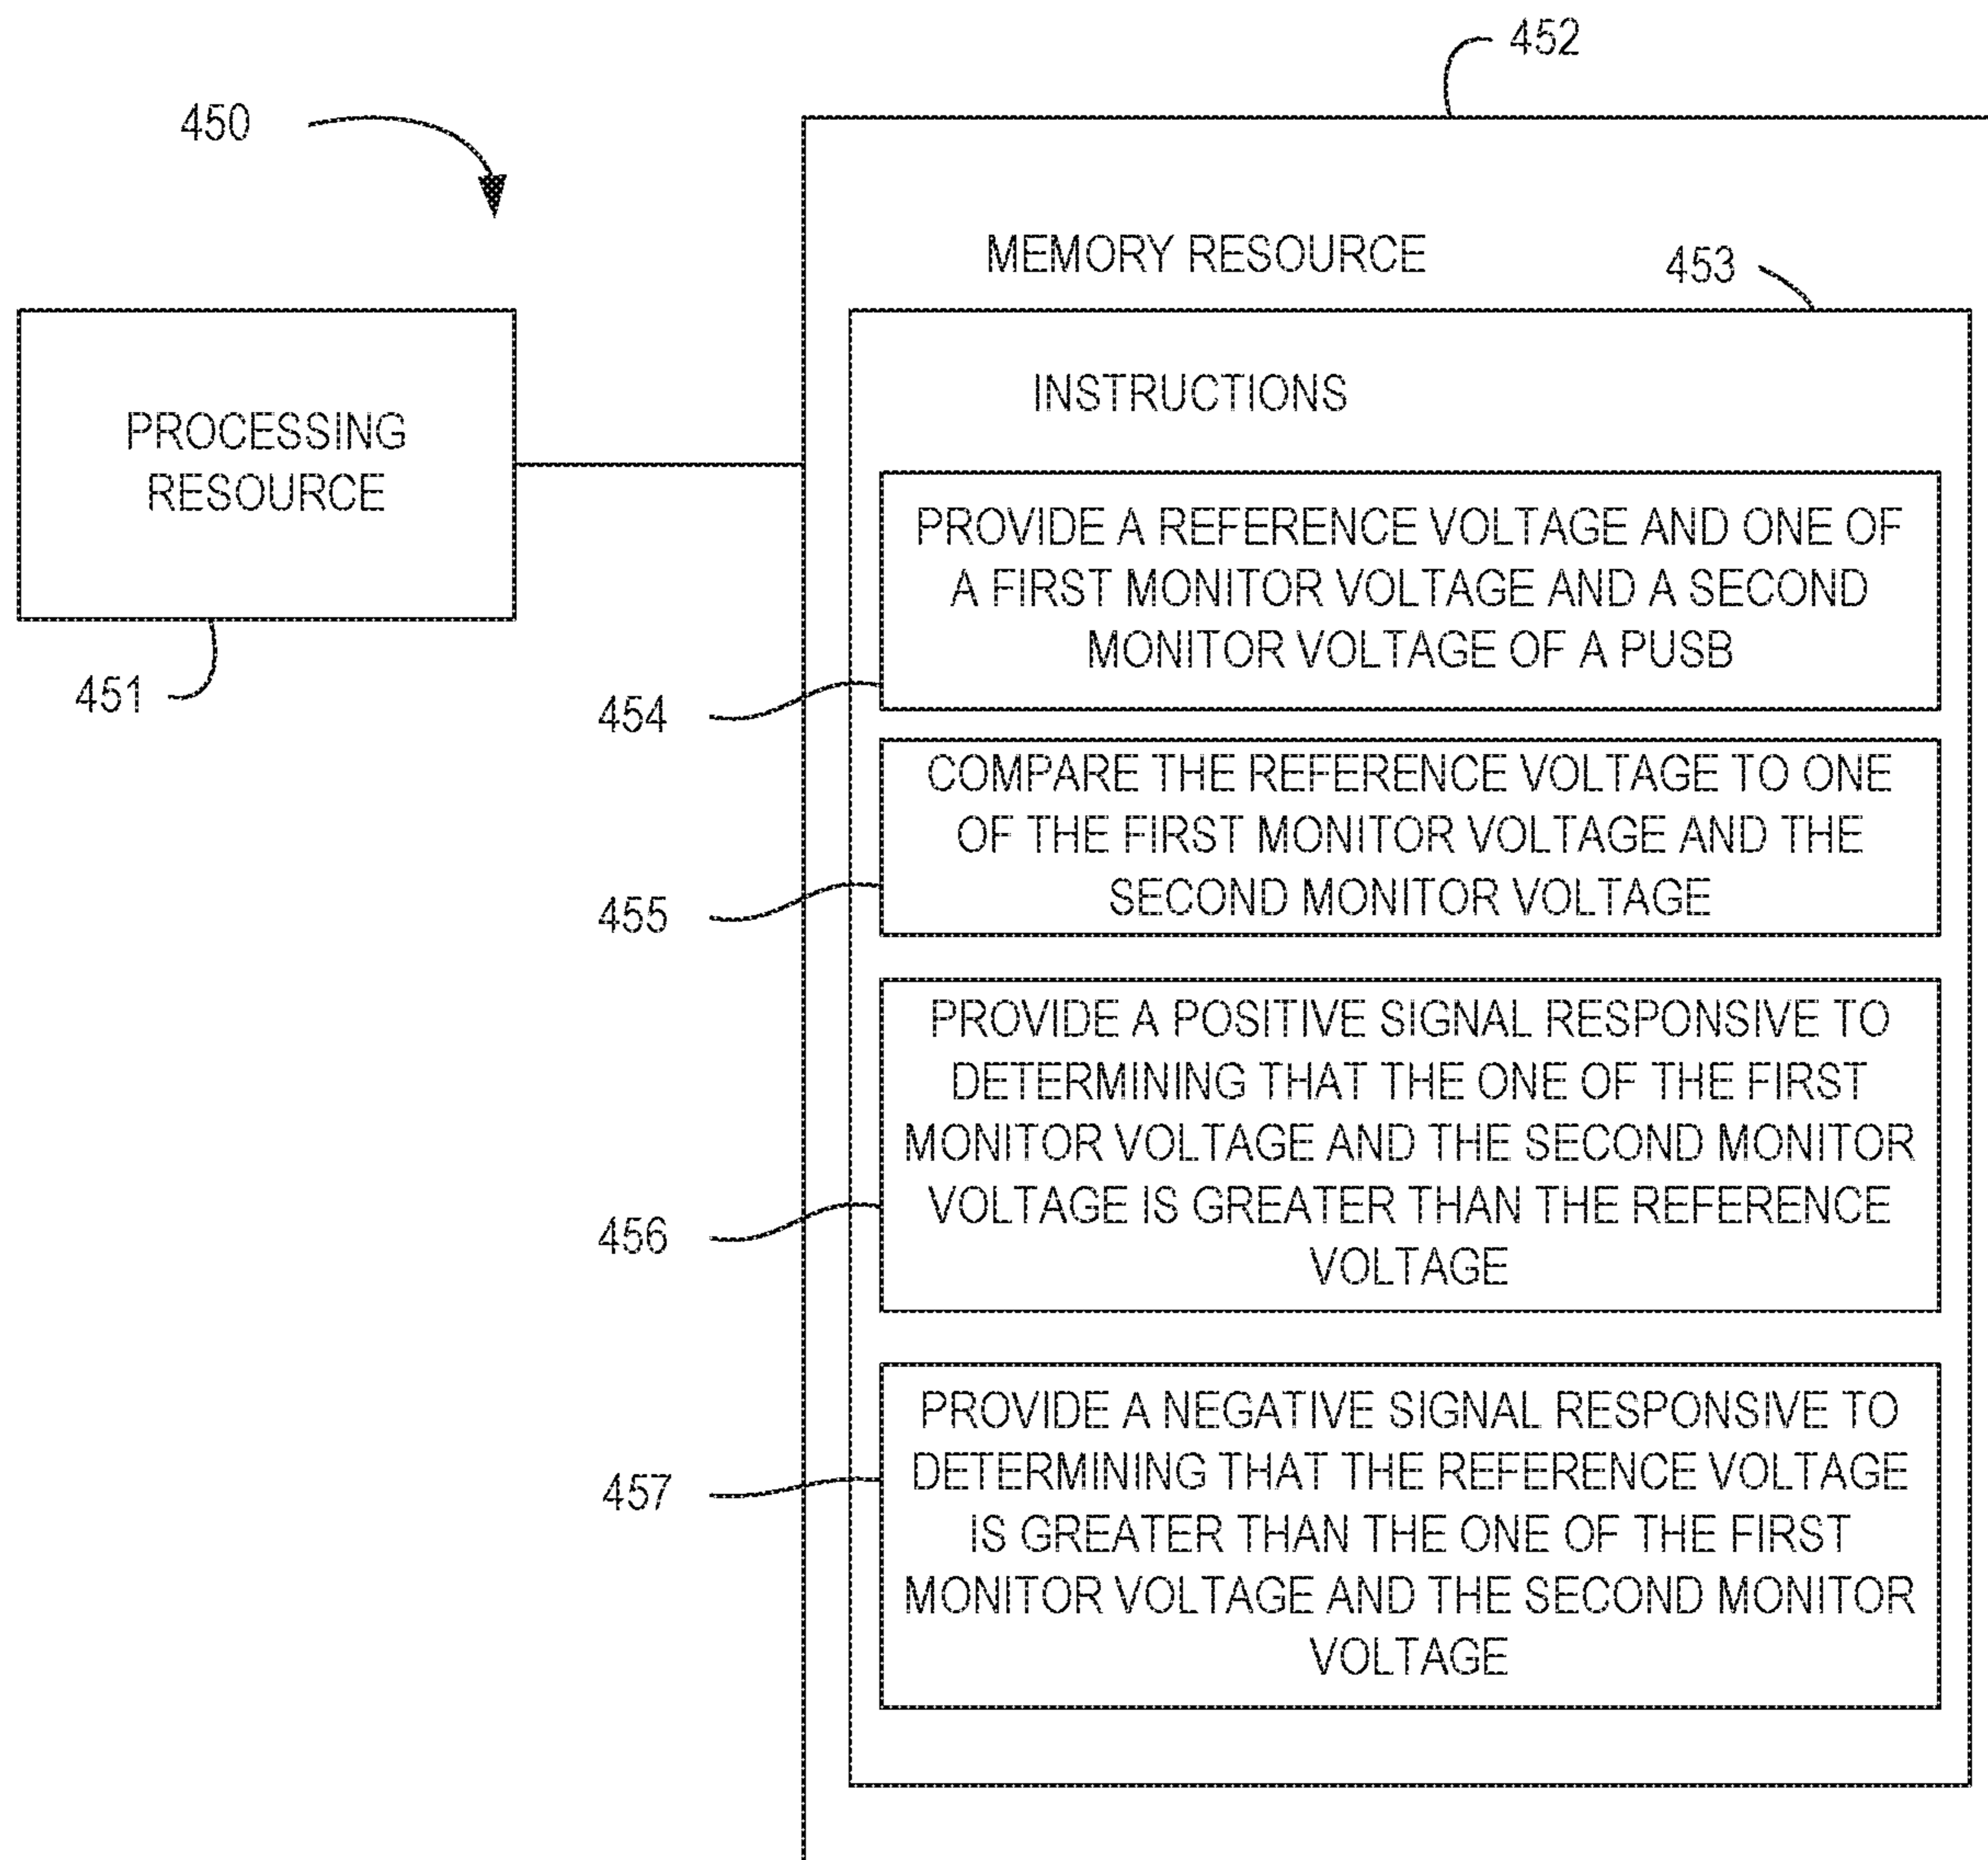 452
450
MEMORY RESOURCE
453
INSTRUCTIONS
PROCESSING
RESOURCE
451
PROVIDE A REFERENCE VOLTAGE AND ONE OF
A FIRST MONITOR VOLTAGE AND A SECOND
MONITOR VOLTAGE OF A PUSB
454
COMPARE THE REFERENCE VOLTAGE TO ONE
OF THE FIRST MONITOR VOLTAGE AND THE
SECOND MONITOR VOLTAGE
455
PROVIDE A POSITIVE SIGNAL RESPONSIVE TO
DETERMINING THAT THE ONE OF THE FIRST
MONITOR VOLTAGE AND THE SECOND MONITOR
VOLTAGE IS GREATER THAN THE REFERENCE
VOLTAGE
456
PROVIDE A NEGATIVE SIGNAL RESPONSIVE TO
DETERMINING THAT THE REFERENCE VOLTAGE
IS GREATER THAN THE ONE OF THE FIRST
MONITOR VOLTAGE AND THE SECOND MONITOR
VOLTAGE
457